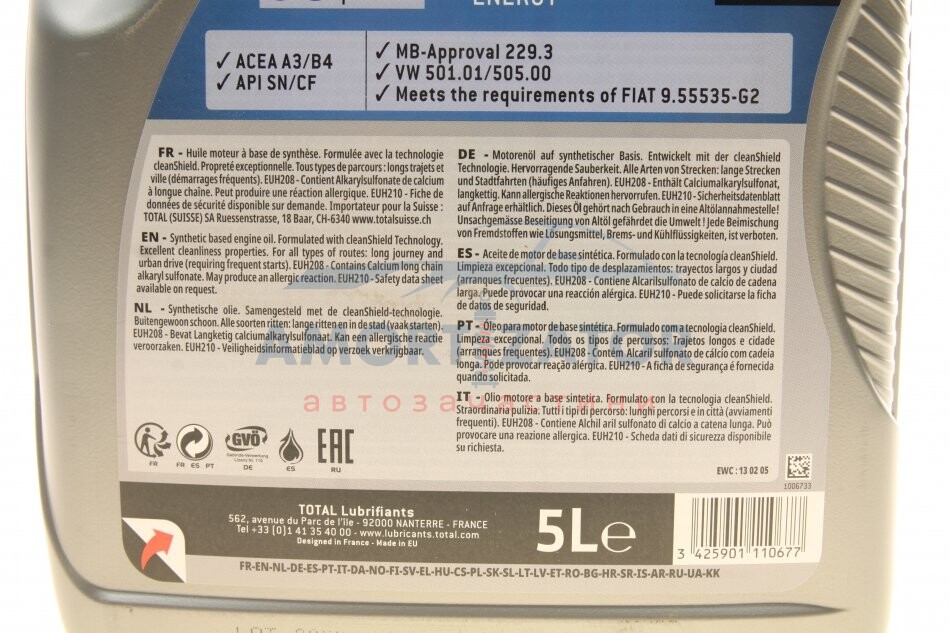 ENERGY
✓ ACEA A3/B4
✓ API SN/CF
✓ MB-Approval 229.3
✓ VW 501.01/505.00
✓ Meets the requirements of FIAT 9.55535-G2
FR - Huile moteur à base de synthèse. Formulée avec la technologie
cleanShield. Propreté exceptionnelle. Tous types de parcours : longs trajets et
ville (démarrages fréquents). EUH208 - Contient Alkarylsulfonate de calcium
à longue chaîne. Peut produire une réaction allergique. EUH210 - Fiche de
données de sécurité disponible sur demande. Importateur pour la Suisse :
TOTAL (SUISSE) SA Ruessenstrasse, 18 Baar, CH-6340 www.totalsuisse.ch
EN - Synthetic based engine oil. Formulated with cleanShield Technology.
Excellent cleanliness properties. For all types of routes: long journey and
urban drive (requiring frequent starts). EUH208 - Contains Calcium long chain
alkaryl sulfonate. May produce an allergic reaction. EUH210 - Safety data sheet
available on request.
NL - Synthetische olie. Samengesteld met de cleanShield-technologie.
Buitengewoon schoon. Alle soorten ritten: lange ritten en in de stad (vaak starten).
EUH208 - Bevat Langketig calciumalkarylsulfonaat. Kan een allergische reactie
veroorzaken. EUH210 - Veiligheidsinformatieblad op verzoek verkrijgbaar.
DE - Motorenöl auf synthetischer Basis. Entwickelt mit der cleanShield
Technologie. Hervorragende Sauberkeit. Alle Arten von Strecken: lange Strecken
und Stadtfahrten (häufiges Anfahren). EUH208 - Enthält Calciumalkarylsulfonat,
langkettig. Kann allergische Reaktionen hervorrufen. EUH210 - Sicherheitsdatenblatt
auf Anfrage erhältlich. Dieses Öl gehört nach Gebrauch in eine Altölannahmestelle!
Unsachgemässe Beseitigung von Altöl gefährdet die Umwelt ! Jede Beimischung
von Fremdstoffen wie Lösungsmittel, Brems- und Kühlflüssigkeiten, ist verboten.
ES - Aceite de motor de base sintética. Formulado con la tecnología cleanShield.
Limpieza excepcional. Todo tipo de desplazamientos: trayectos largos y ciudad
(arranques frecuentes). EUH208 - Contiene Alcarilsulfonato de calcio de cadena
larga. Puede provocar una reacción alérgica. EUH210 - Puede solicitarse la ficha
de datos de seguridad.
PT - Óleo para motor de base sintética. Formulado com a tecnologia cleanShield.
Limpeza excepcional. Todos os tipos de percursos: Trajetos longos e cidade
(arranques frequentes). EUH208 - Contém Alcaril sulfonato de cálcio com cadeia
longa. Pode provocar reação alérgica. EUH210 - A ficha de segurança é fornecida
quando solicitada.
IT - Olio motore a base sintetica. Formulato con la tecnologia cleanShield.
Straordinaria pulizia. Tutti i tipi di percorso: lunghi percorsi e in città (avviamenti
frequenti). EUH208 - Contiene Alchil aril sulfonato di calcio a catena lunga. Può
provocare una reazione allergica. EUH210 - Scheda dati di sicurezza disponibile
su richiesta.
автозапчастини
FR
FR ES PT
GVÖ
DE
ES
EAC
RU
EWC : 13 02 05
1006733
TOTAL Lubrifiants
562, avenue du Parc de l'île - 92000 NANTERRE - FRANCE
Tel +33 (0)1 41 35 40 00 - www.lubricants.total.com
Designed in France - Made in EU
5L℮
3 425901 110677
FR-EN-NL-DE-ES-PT-IT-DA-NO-FI-SV-EL-HU-CS-PL-SK-SL-LT-LV-ET-RO-BG-HR-SR-IS-AR-RU-UA-KK